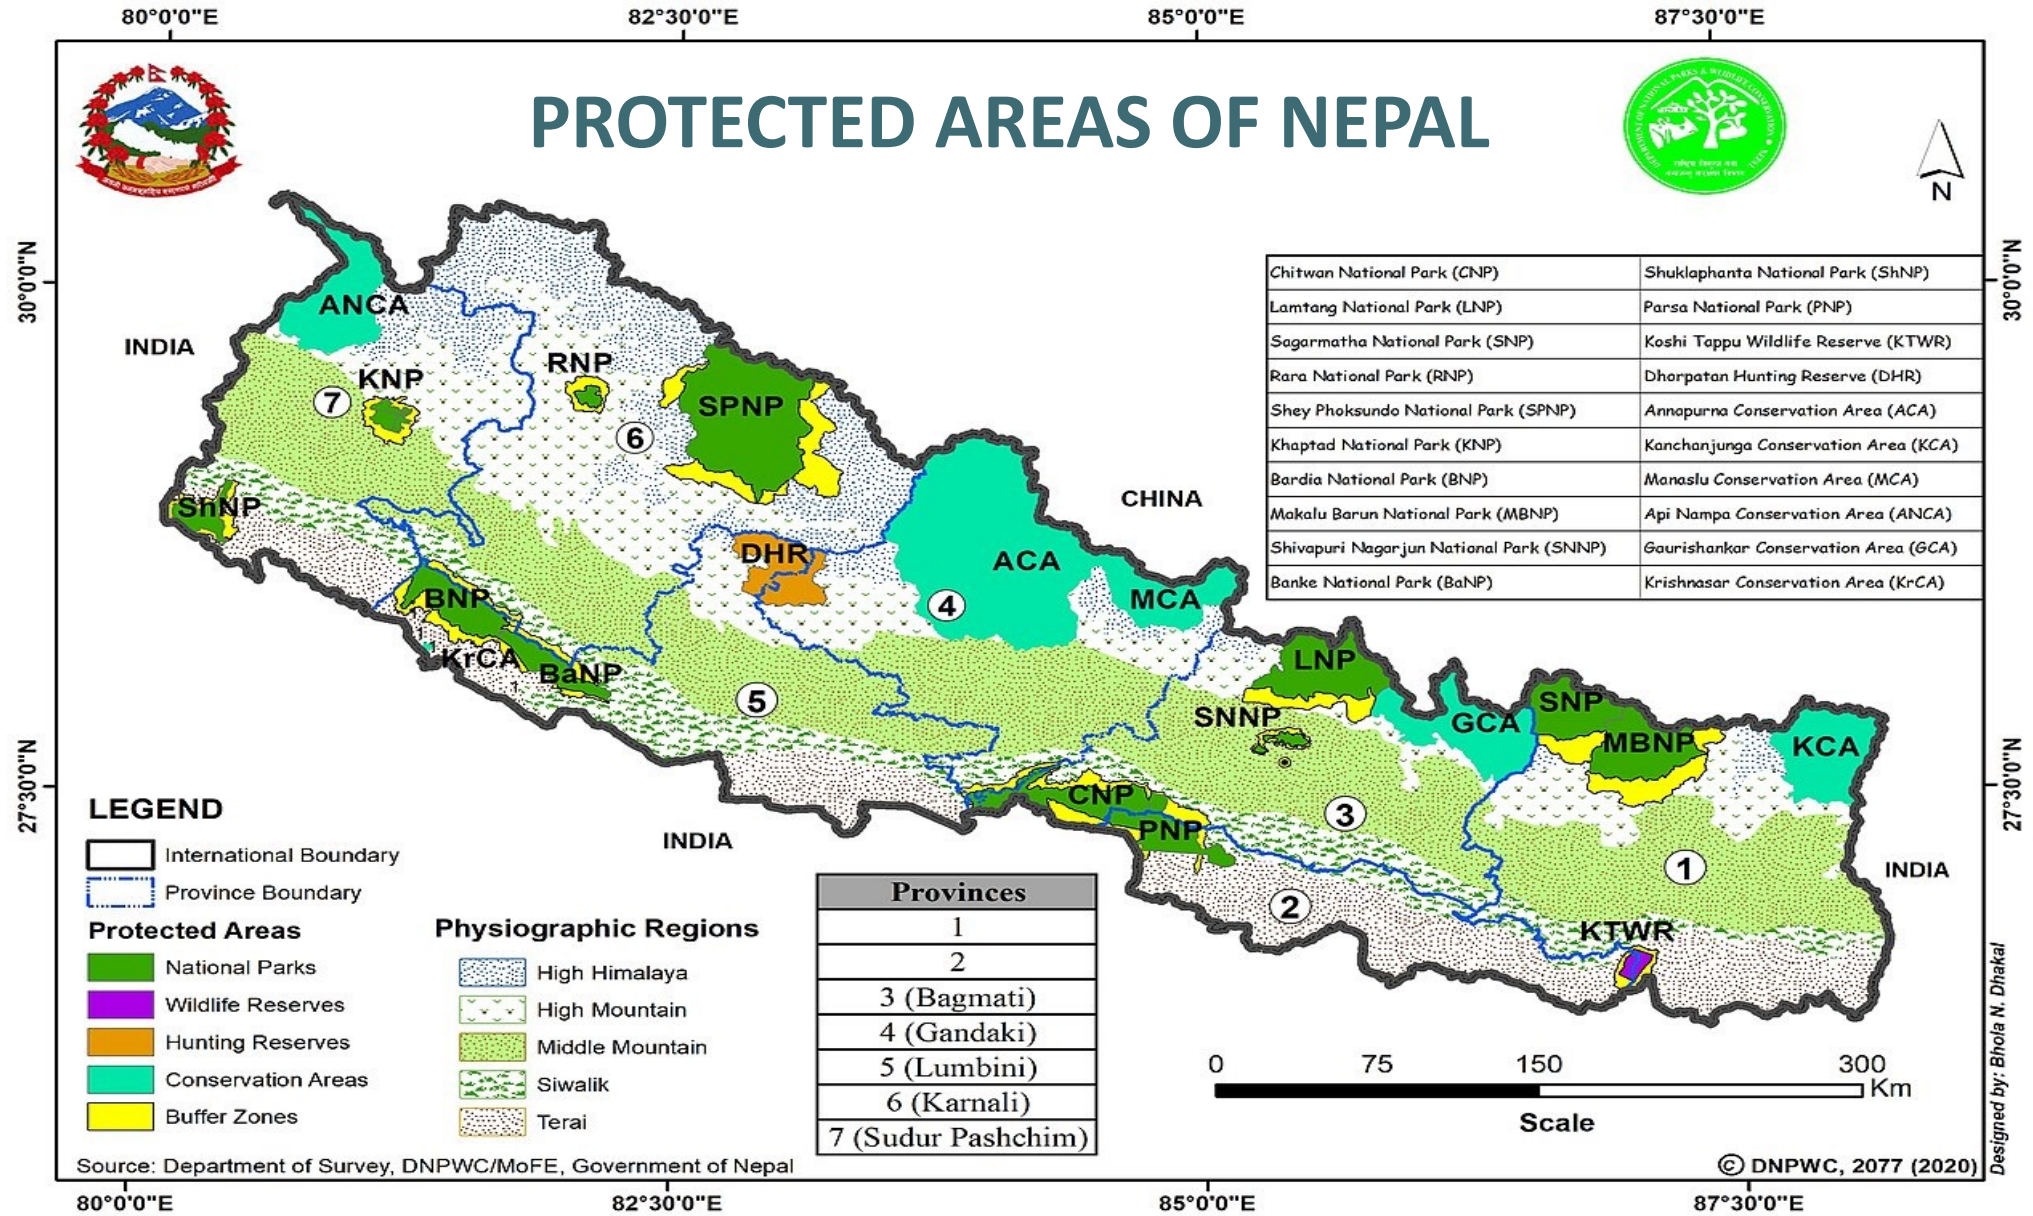 80°0'0"E 82°30'0"E 85°0'0"E 87°30'0"E
PROTECTED AREAS OF NEPAL
DEPARTMENT OF NATIONAL PARKS & WILDLIFE CONSERVATION
N
30°0'0"N
30°0'0"N
27°30'0"N
27°30'0"N
Chitwan National Park (CNP) Shuklaphanta National Park (ShNP)
Lamtang National Park (LNP) Parsa National Park (PNP)
Sagarmatha National Park (SNP) Koshi Tappu Wildlife Reserve (KTWR)
Rara National Park (RNP) Dhorpatan Hunting Reserve (DHR)
Shey Phoksundo National Park (SPNP) Annapurna Conservation Area (ACA)
Khaptad National Park (KNP) Kanchanjunga Conservation Area (KCA)
Bardia National Park (BNP) Manaslu Conservation Area (MCA)
Makalu Barun National Park (MBNP) Api Nampa Conservation Area (ANCA)
Shivapuri Nagarjun National Park (SNNP) Gaurishankar Conservation Area (GCA)
Banke National Park (BaNP) Krishnasar Conservation Area (KrCA)
ANCA
INDIA
RNP
KNP
7
SPNP
6
ShNP
CHINA
DHR
ACA
BNP
4
MCA
1
KrCA
BaNP
1
5
LNP
SNNP
SNP
GCA
MBNP
KCA
CNP
3
PNP
INDIA
1
INDIA
2
KTWR
LEGEND
International Boundary
Province Boundary
Protected Areas
National Parks
Wildlife Reserves
Hunting Reserves
Conservation Areas
Buffer Zones
Physiographic Regions
High Himalaya
High Mountain
Middle Mountain
Siwalik
Terai
Provinces
1
2
3 (Bagmati)
4 (Gandaki)
5 (Lumbini)
6 (Karnali)
7 (Sudur Pashchim)
0 75 150 300
Km
Scale
Designed by: Bhola N. Dhakal
Source: Department of Survey, DNPWC/MoFE, Government of Nepal
© DNPWC, 2077 (2020)
80°0'0"E 82°30'0"E 85°0'0"E 87°30'0"E